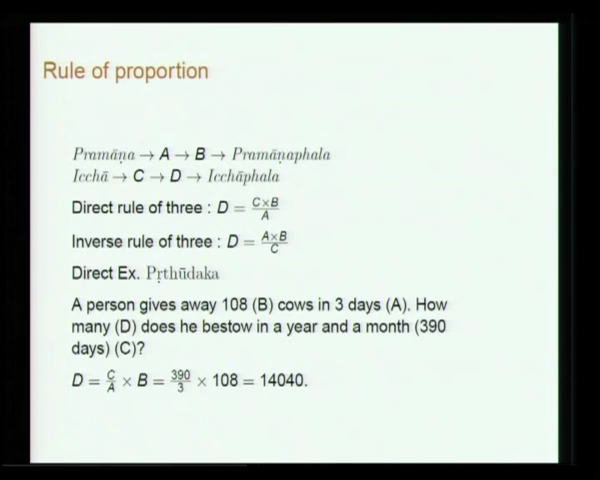 Rule of proportion
Pramāṇa → A → B → Pramāṇaphala
Icchā → C → D → Icchāphala
Direct rule of three : D = C×B/A
Inverse rule of three : D = A×B/C
Direct Ex. Pṛthūdaka
A person gives away 108 (B) cows in 3 days (A). How
many (D) does he bestow in a year and a month (390
days) (C)?
D = C/A × B = 390/3 × 108 = 14040.